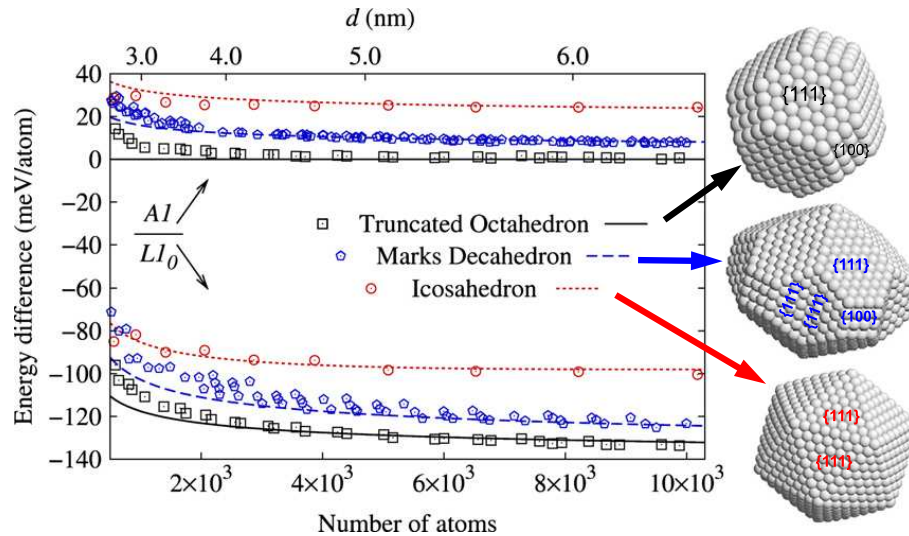 d (nm)
3.0 4.0 5.0 6.0
Energy difference (meV/atom)
40
20
0
−20
−40
−60
−80
−100
−120
−140
A1
L1₀
Truncated Octahedron
Marks Decahedron
Icosahedron
2×10³ 4×10³ 6×10³ 8×10³ 10×10³
Number of atoms
{111}
{100}
{111}
{111}
{111}
{100}
{111}
{111}